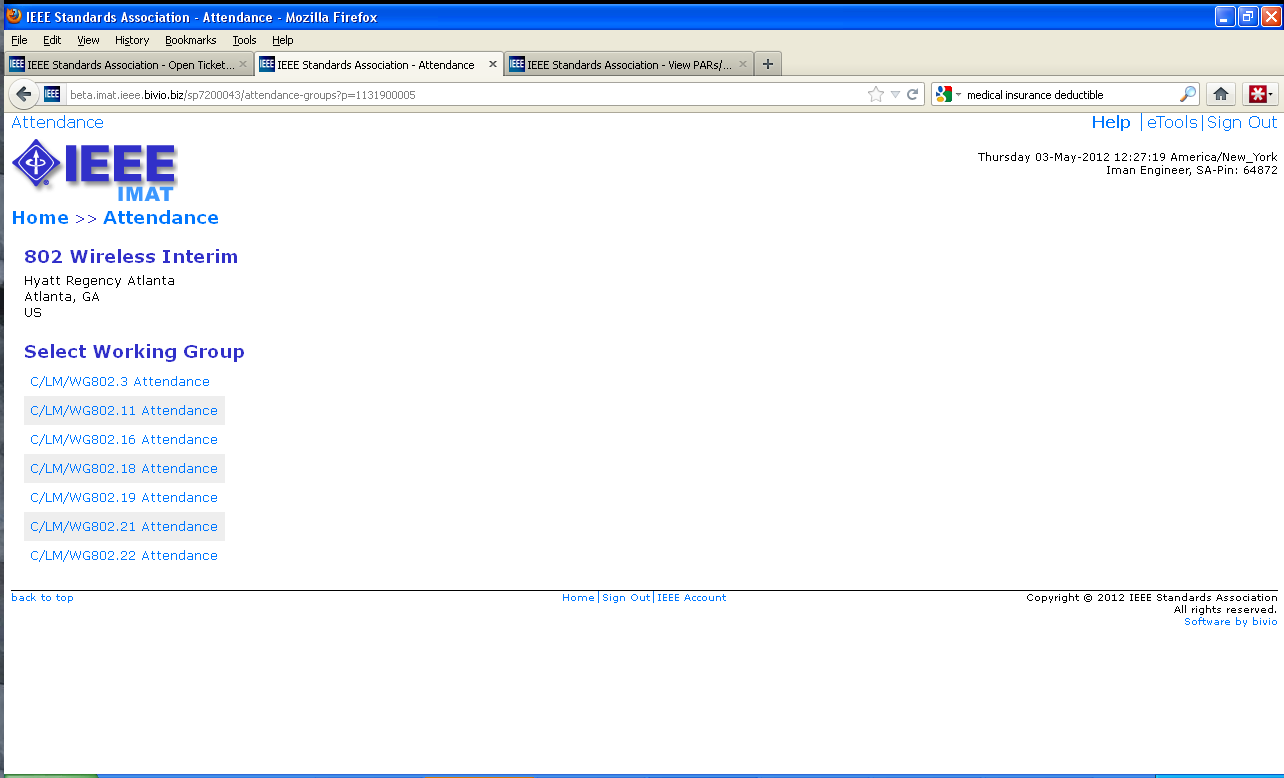 IEEE Standards Association - Attendance - Mozilla Firefox
File Edit View History Bookmarks Tools Help
IEEE IEEE Standards Association - Open Ticket... IEEE IEEE Standards Association - Attendance IEEE IEEE Standards Association - View PARs/...
IEEE beta.imat.ieee.bivio.biz/sp7200043/attendance-groups?p=1131900005 medical insurance deductible
Attendance Help | eTools | Sign Out
IEEE
IMAT
Thursday 03-May-2012 12:27:19 America/New_York
Iman Engineer, SA-Pin: 64872
Home >> Attendance
802 Wireless Interim
Hyatt Regency Atlanta
Atlanta, GA
US
Select Working Group
C/LM/WG802.3 Attendance
C/LM/WG802.11 Attendance
C/LM/WG802.16 Attendance
C/LM/WG802.18 Attendance
C/LM/WG802.19 Attendance
C/LM/WG802.21 Attendance
C/LM/WG802.22 Attendance
back to top Home | Sign Out | IEEE Account Copyright © 2012 IEEE Standards Association
All rights reserved.
Software by bivio